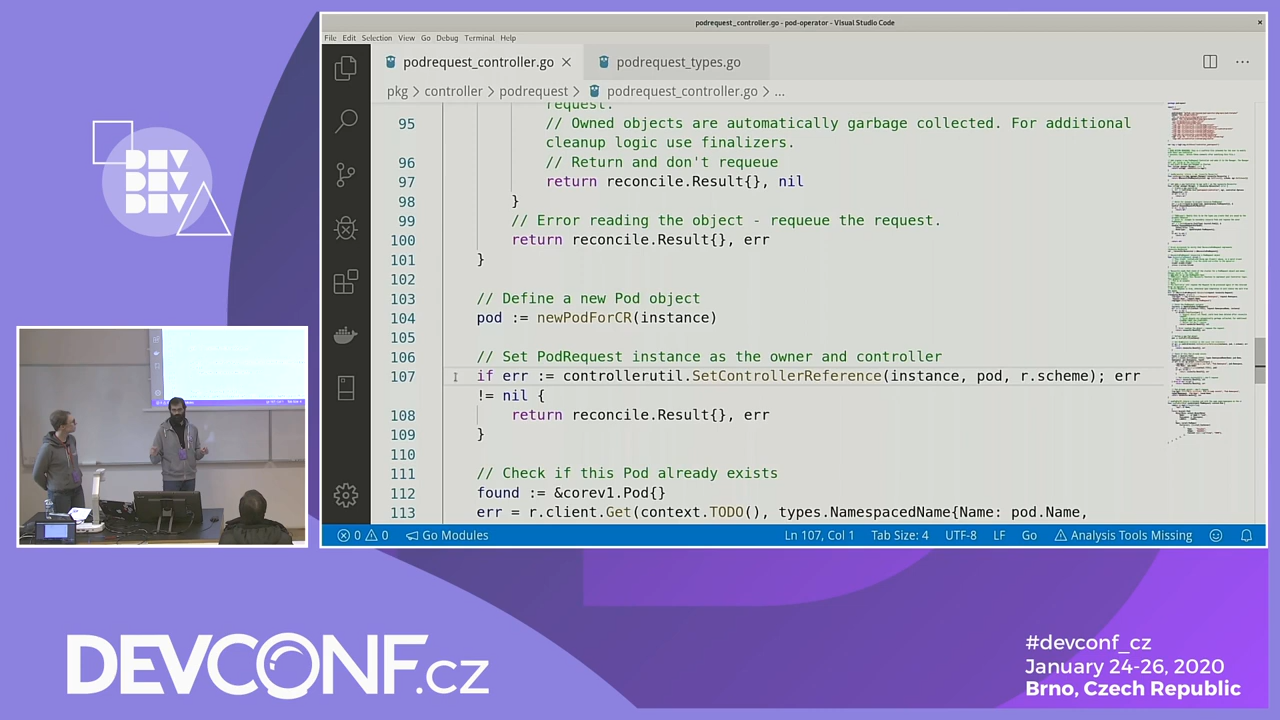 podrequest_controller.go - pod-operator - Visual Studio Code
File Edit Selection View Go Debug Terminal Help
podrequest_controller.go
podrequest_types.go
pkg > controller > podrequest > podrequest_controller.go > ...
request.
95 // Owned objects are automatically garbage collected. For additional
cleanup logic use finalizers.
96 // Return and don't requeue
97 return reconcile.Result{}, nil
98 }
99 // Error reading the object - requeue the request.
100 return reconcile.Result{}, err
101 }
102
103 // Define a new Pod object
104 pod := newPodForCR(instance)
105
106 // Set PodRequest instance as the owner and controller
107 if err := controllerutil.SetControllerReference(instance, pod, r.scheme); err
!= nil {
108 return reconcile.Result{}, err
109 }
110
111 // Check if this Pod already exists
112 found := &corev1.Pod{}
113 err = r.client.Get(context.TODO(), types.NamespacedName{Name: pod.Name,
0 0 Go Modules Ln 107, Col 1 Tab Size: 4 UTF-8 LF Go Analysis Tools Missing
DEV
DEV
DEV
DEVCONF.cz
#devconf_cz
January 24-26, 2020
Brno, Czech Republic